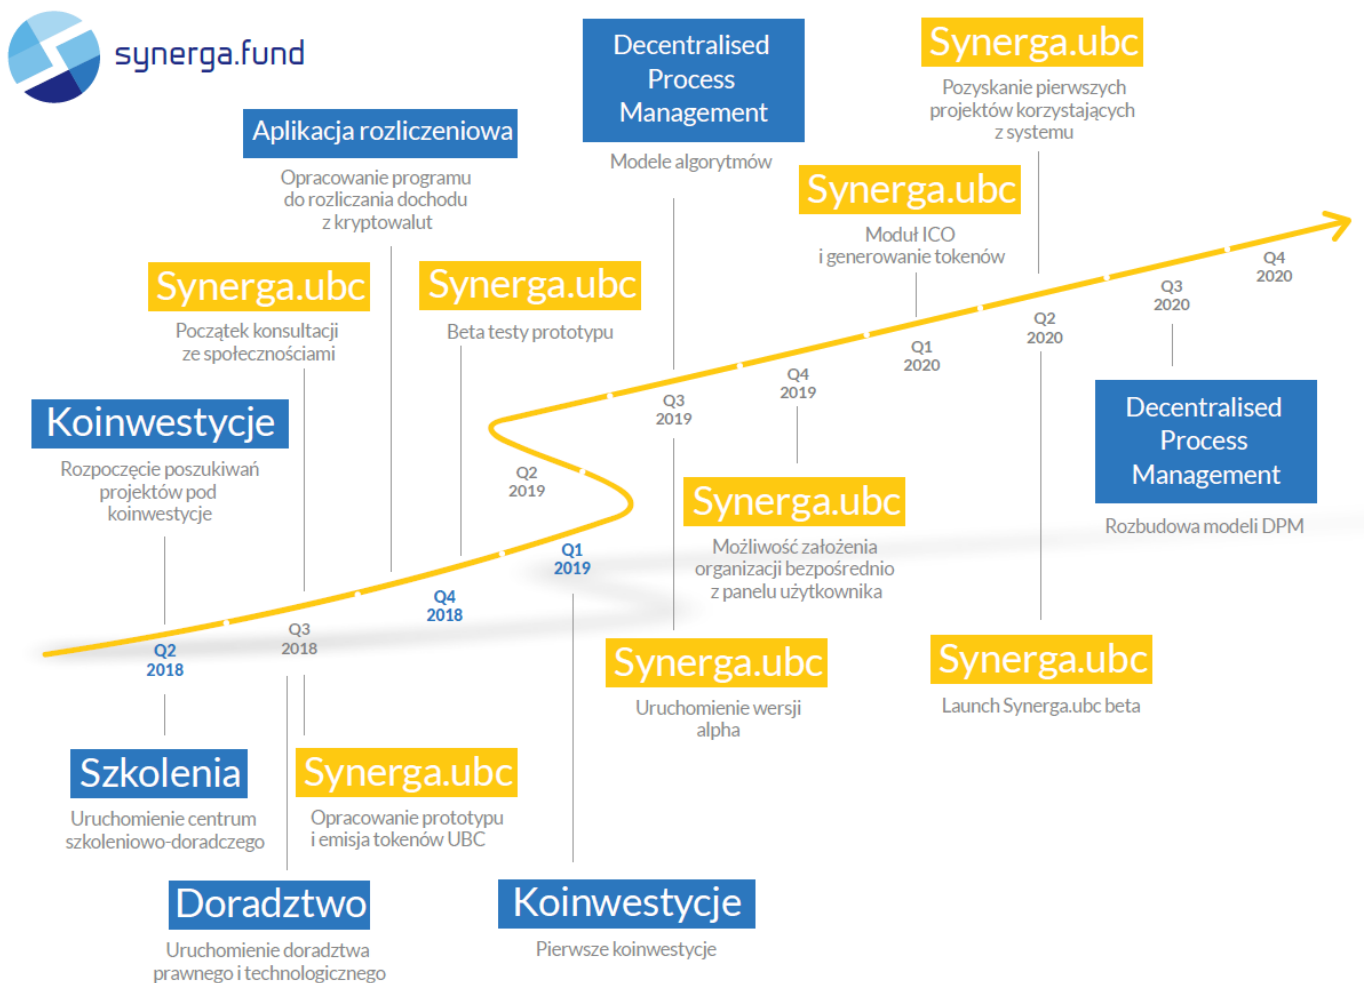 synerga.fund
Decentralised
Process
Management
Modele algorytmów
Synerga.ubc
Pozyskanie pierwszych
projektów korzystających
z systemu
Aplikacja rozliczeniowa
Opracowanie programu
do rozliczania dochodu
z kryptowalut
Synerga.ubc
Moduł ICO
i generowanie tokenów
Synerga.ubc
Początek konsultacji
ze społecznościami
Synerga.ubc
Beta testy prototypu
Koinwestycje
Rozpoczęcie poszukiwań
projektów pod
koinwestycje
Q2
2018
Q3
2018
Q4
2018
Q1
2019
Q2
2019
Q3
2019
Q4
2019
Q1
2020
Q2
2020
Q3
2020
Q4
2020
Decentralised
Process
Management
Rozbudowa modeli DPM
Synerga.ubc
Możliwość założenia
organizacji bezpośrednio
z panelu użytkownika
Synerga.ubc
Uruchomienie wersji
alpha
Synerga.ubc
Launch Synerga.ubc beta
Szkolenia
Uruchomienie centrum
szkoleniowo-doradczego
Synerga.ubc
Opracowanie prototypu
i emisja tokenów UBC
Doradztwo
Uruchomienie doradztwa
prawnego i technologicznego
Koinwestycje
Pierwsze koinwestycje